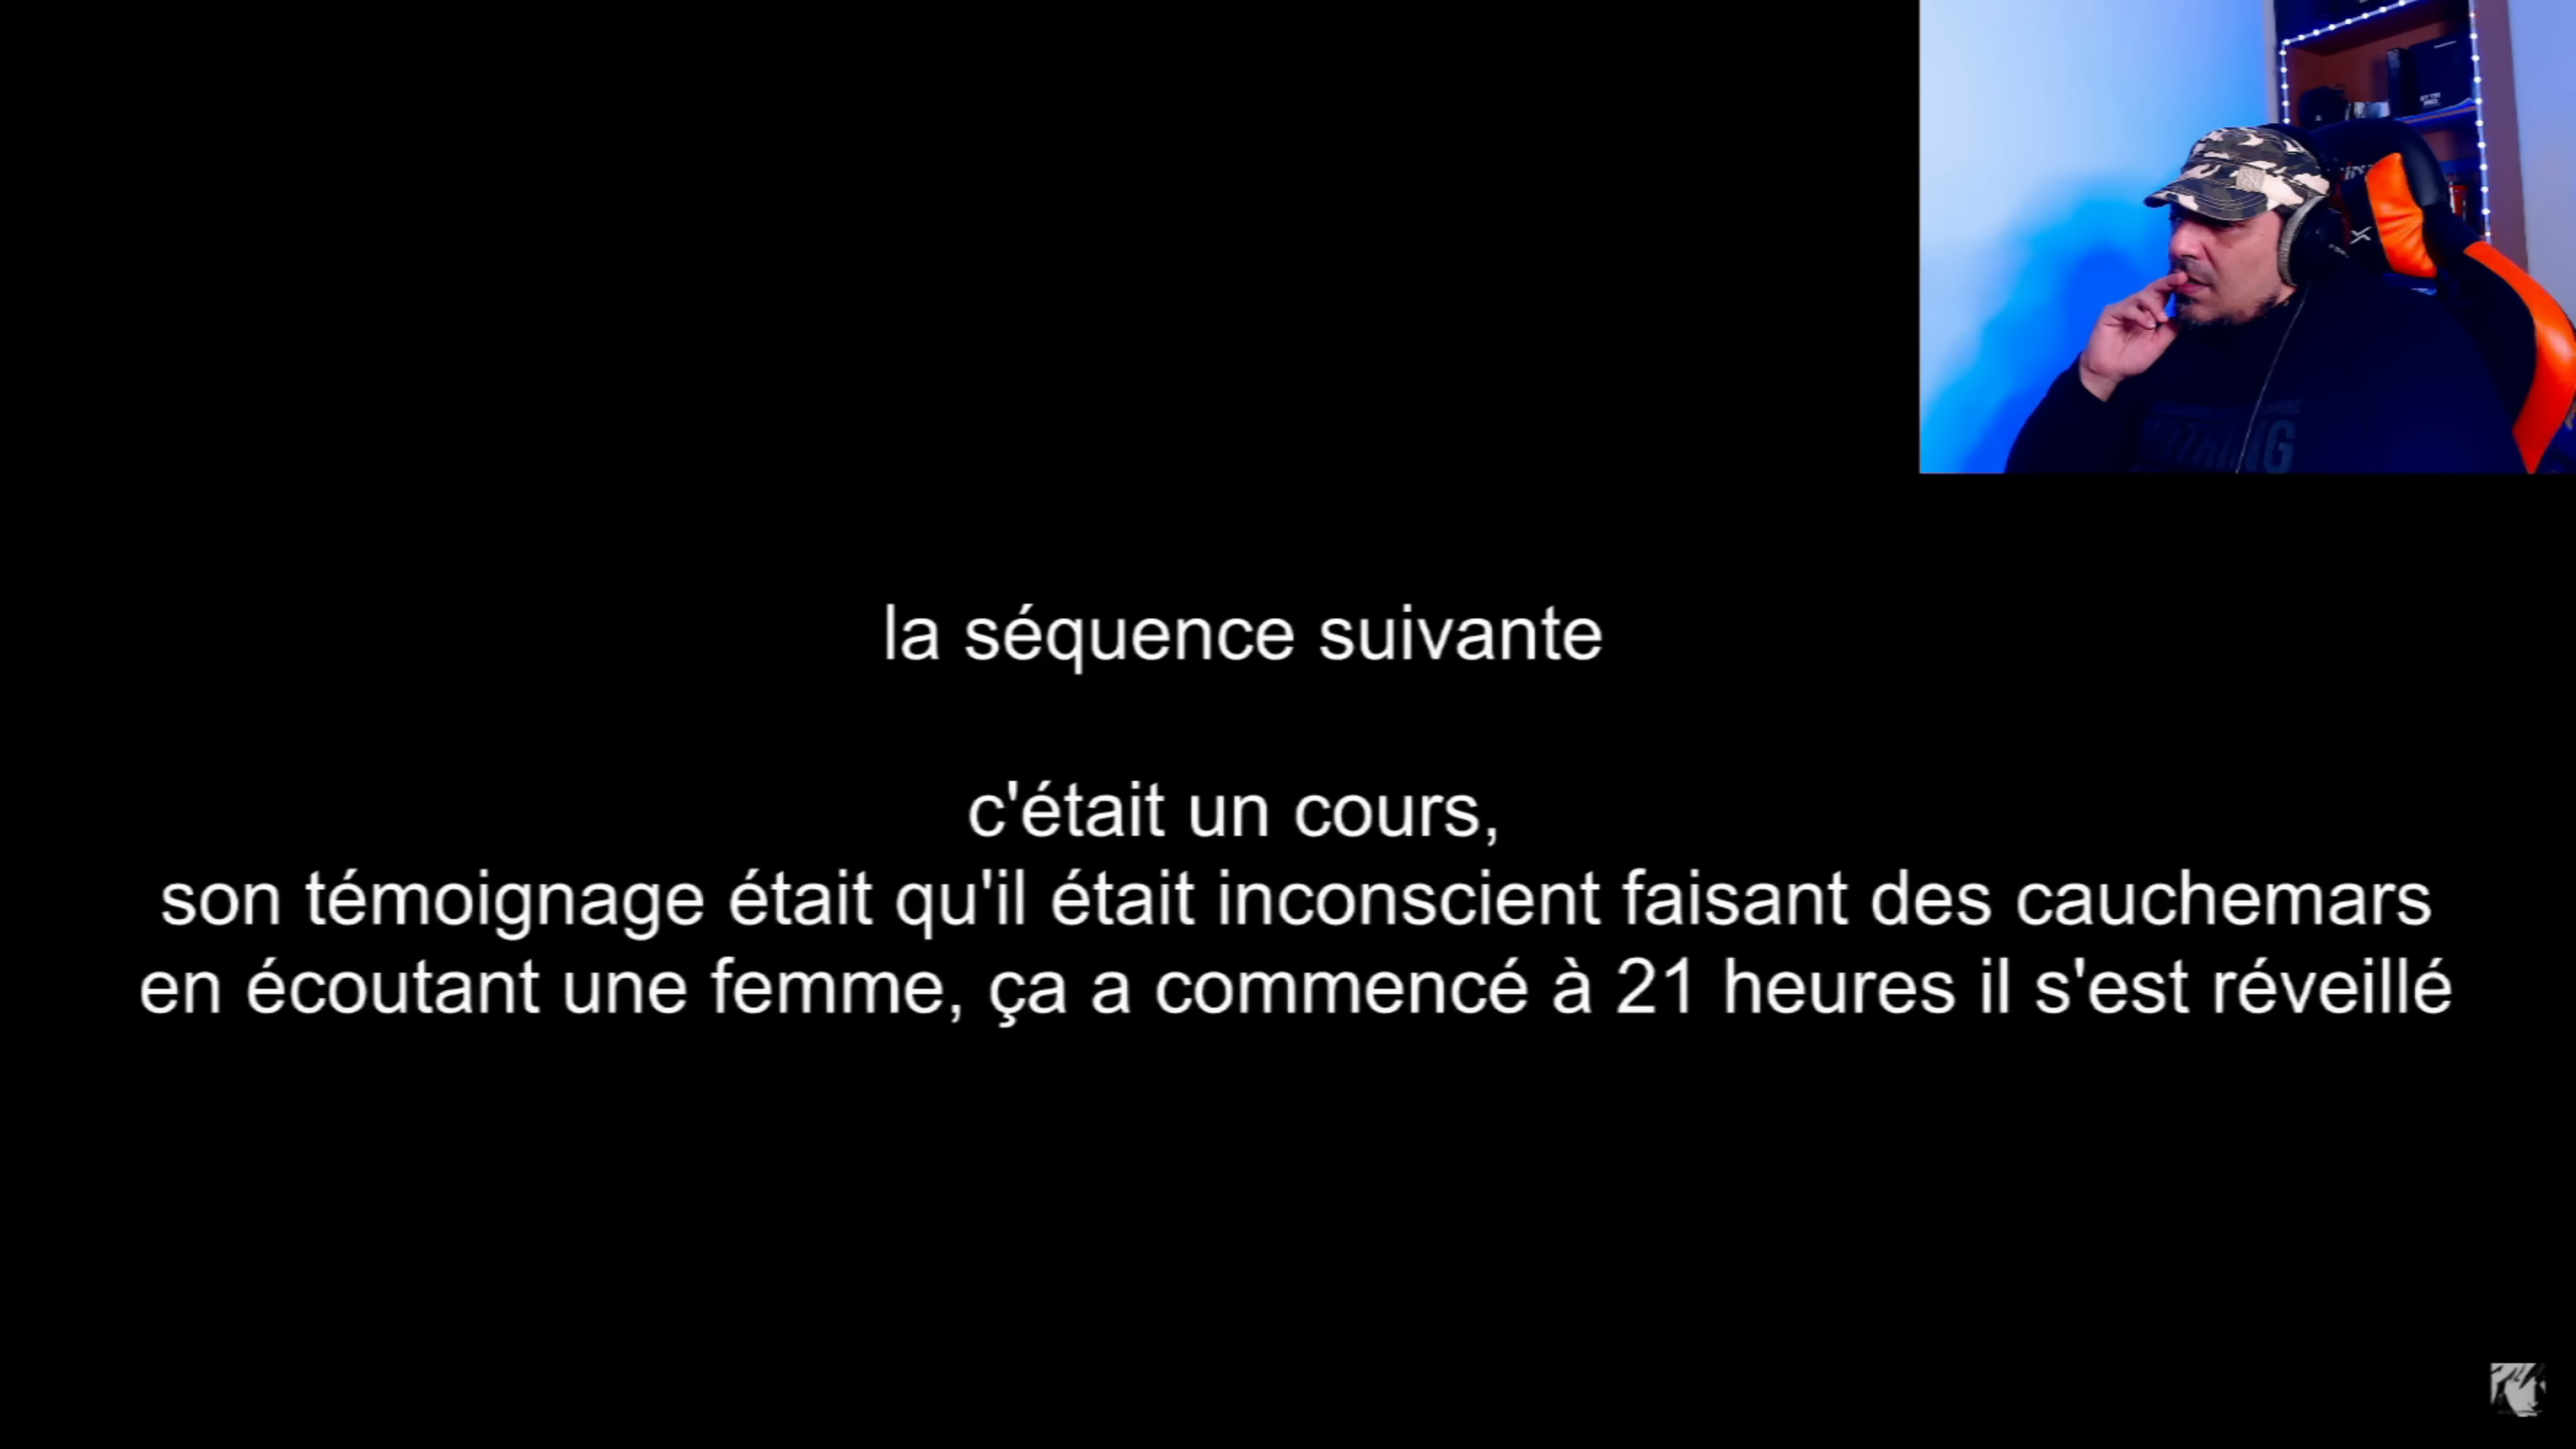 la séquence suivante
c'était un cours,
son témoignage était qu'il était inconscient faisant des cauchemars
en écoutant une femme, ça a commencé à 21 heures il s'est réveillé